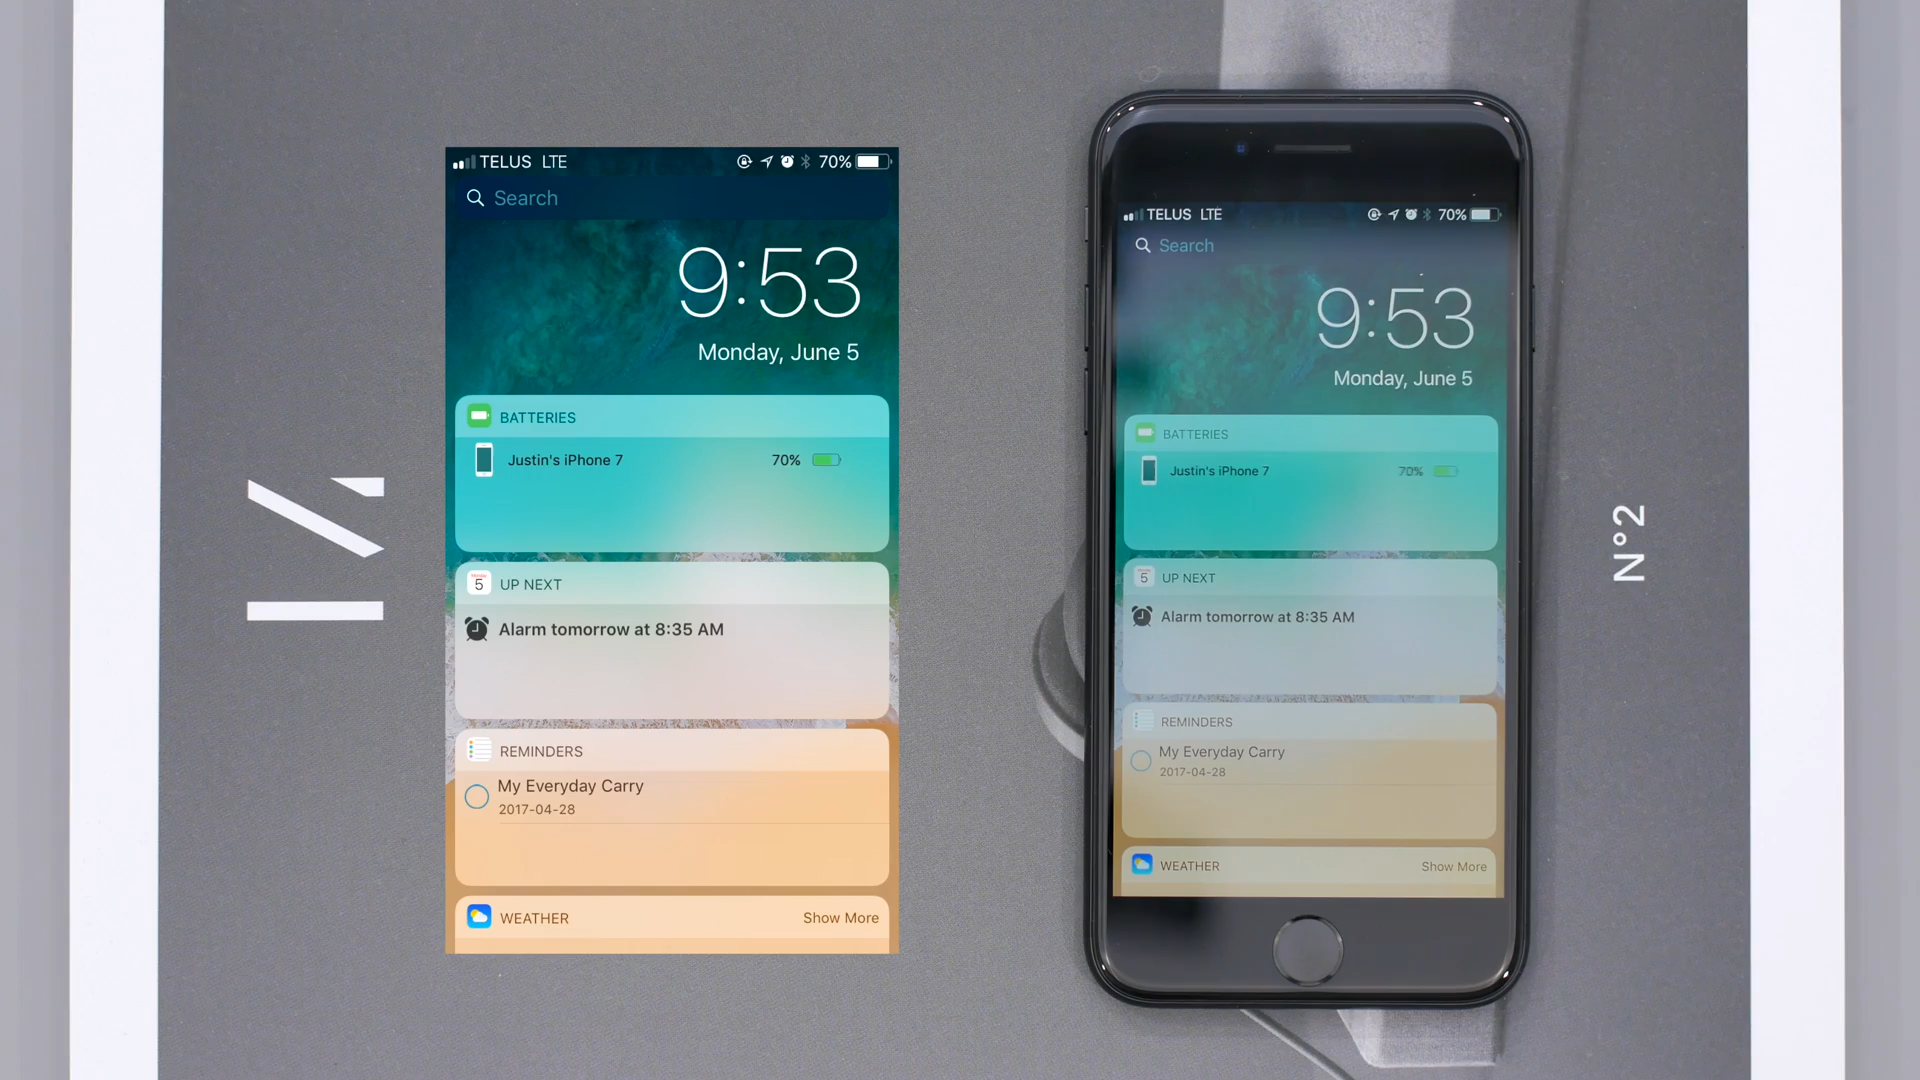 TELUS LTE 70%
Search
9:53
Monday, June 5
BATTERIES
Justin's iPhone 7 70%
5 UP NEXT
Alarm tomorrow at 8:35 AM
REMINDERS
My Everyday Carry
2017-04-28
WEATHER Show More
TELUS LTE 70%
Search
9:53
Monday, June 5
BATTERIES
Justin's iPhone 7 70%
5 UP NEXT
Alarm tomorrow at 8:35 AM
REMINDERS
My Everyday Carry
2017-04-28
WEATHER Show More
N°2